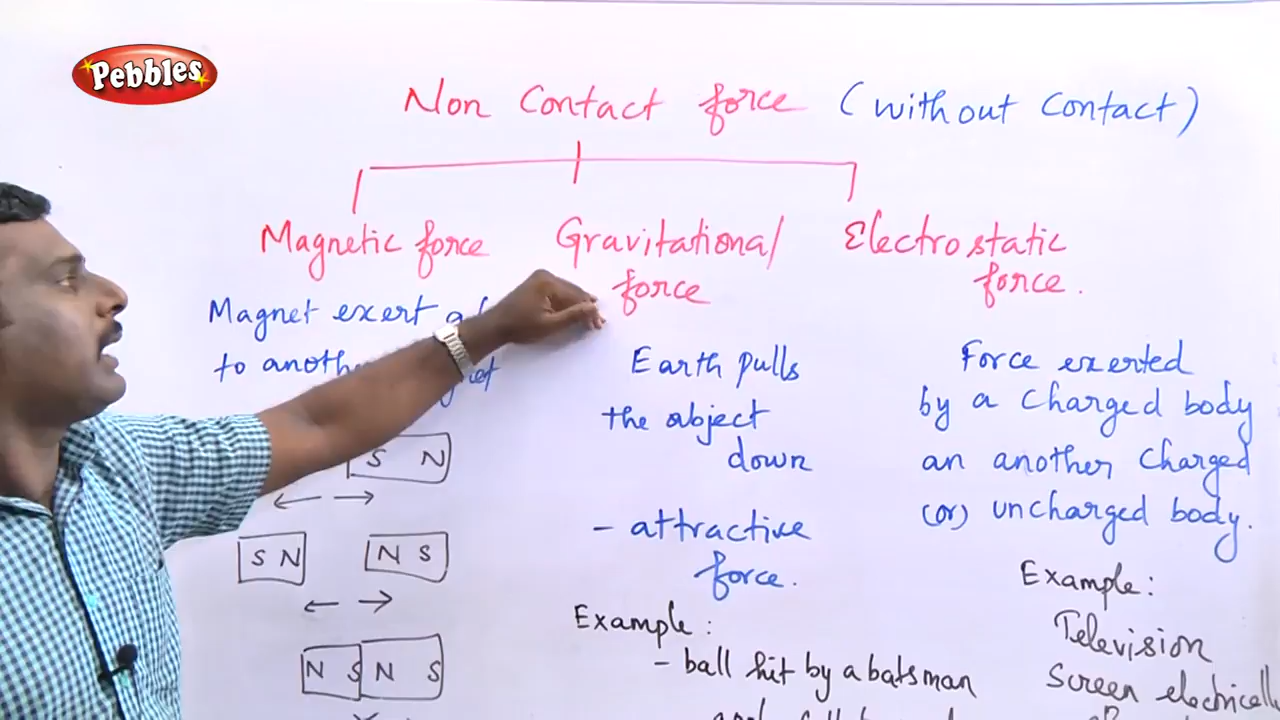 Pebbles
Non Contact force (without Contact)
Magnetic force
Gravitational
force
Electrostatic
force.
Magnet exert a
to another
Earth pulls
the object
down
- attractive
force.
Example:
- ball hit by a batsman
Force exerted
by a charged body
an another charged
(or) uncharged body.
Example:
Television
Screen electrically
S N
S N N S
N S N S